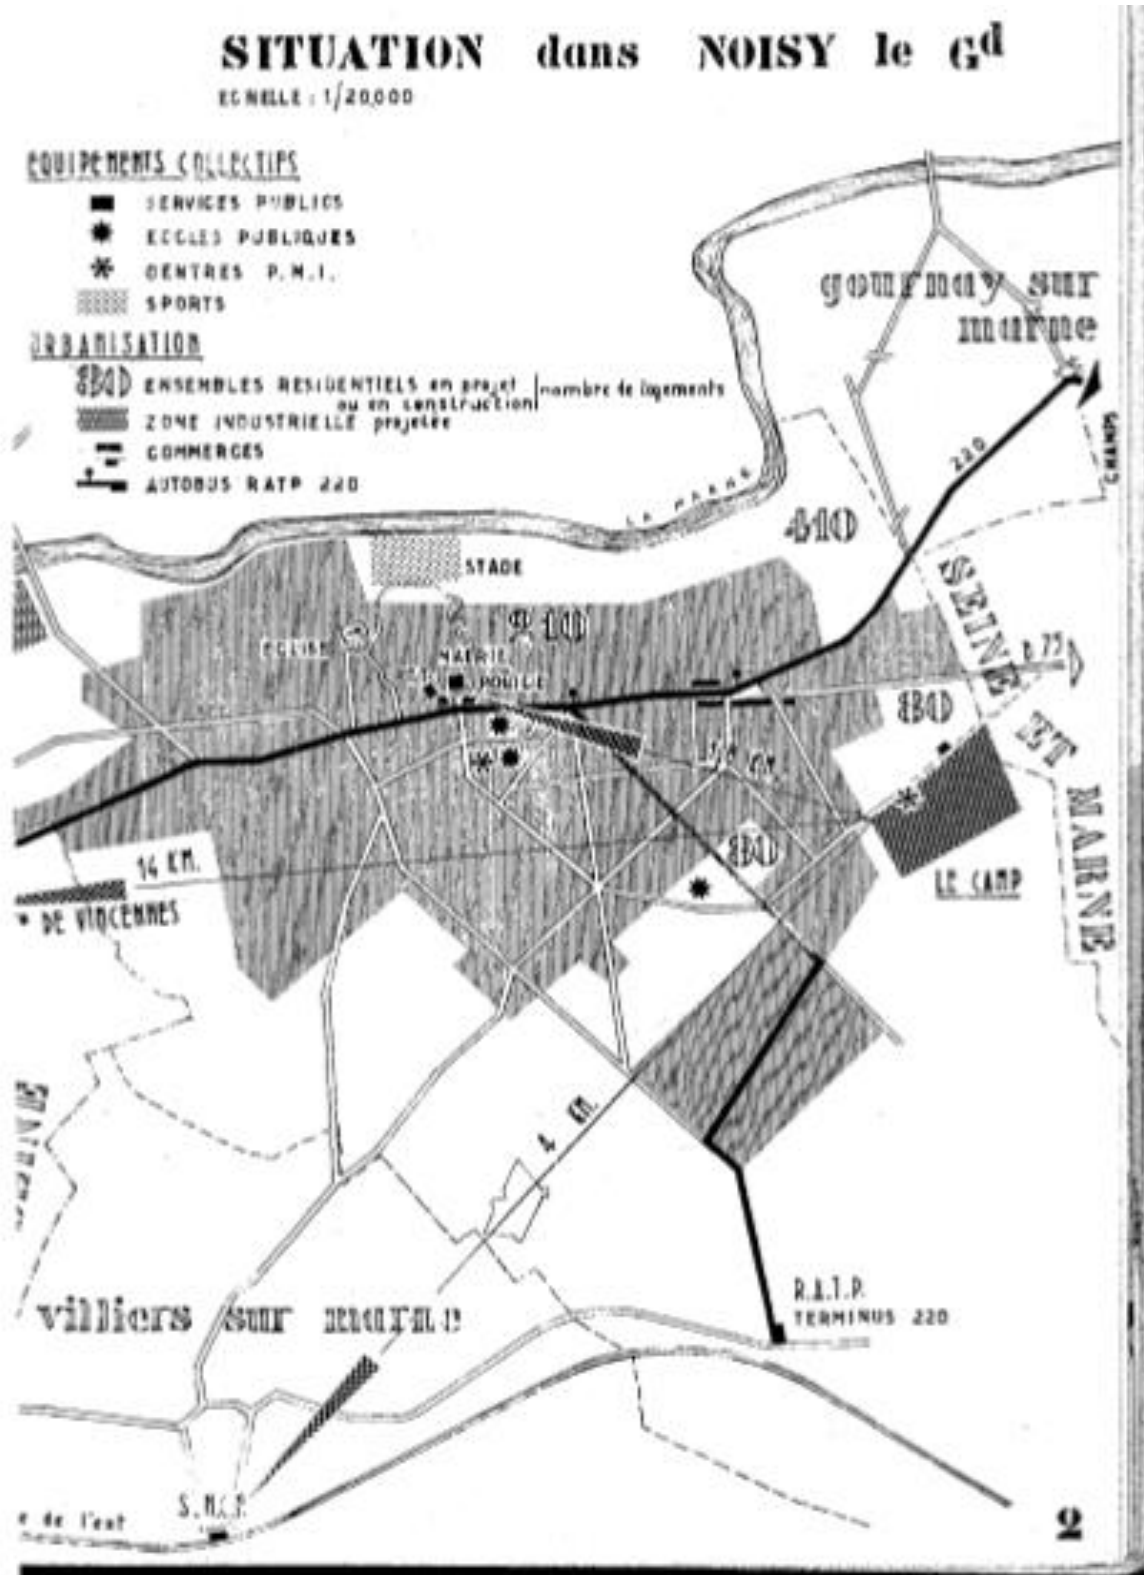 SITUATION dans NOISY le Gd
ECHELLE : 1/20,000
EQUIPEMENTS COLLECTIFS
SERVICES PUBLICS
ECOLES PUBLIQUES
CENTRES P.M.I.
SPORTS
URBANISATION
ENSEMBLES RESIDENTIELS en projet
ou en construction
nombre de logements
ZONE INDUSTRIELLE projetée
COMMERCES
AUTOBUS RATP 220
gournay sur
marne
CHAMPS
220
LA MARNE
410
STADE
SEINE ET MARNE
EGLISE
MAIRIE
POLICE
80
14 KM.
DE VINCENNES
LE CAMP
4 KM.
villiers sur marne
R.A.T.P.
TERMINUS 220
S.N.C.F.
e de l'est
2